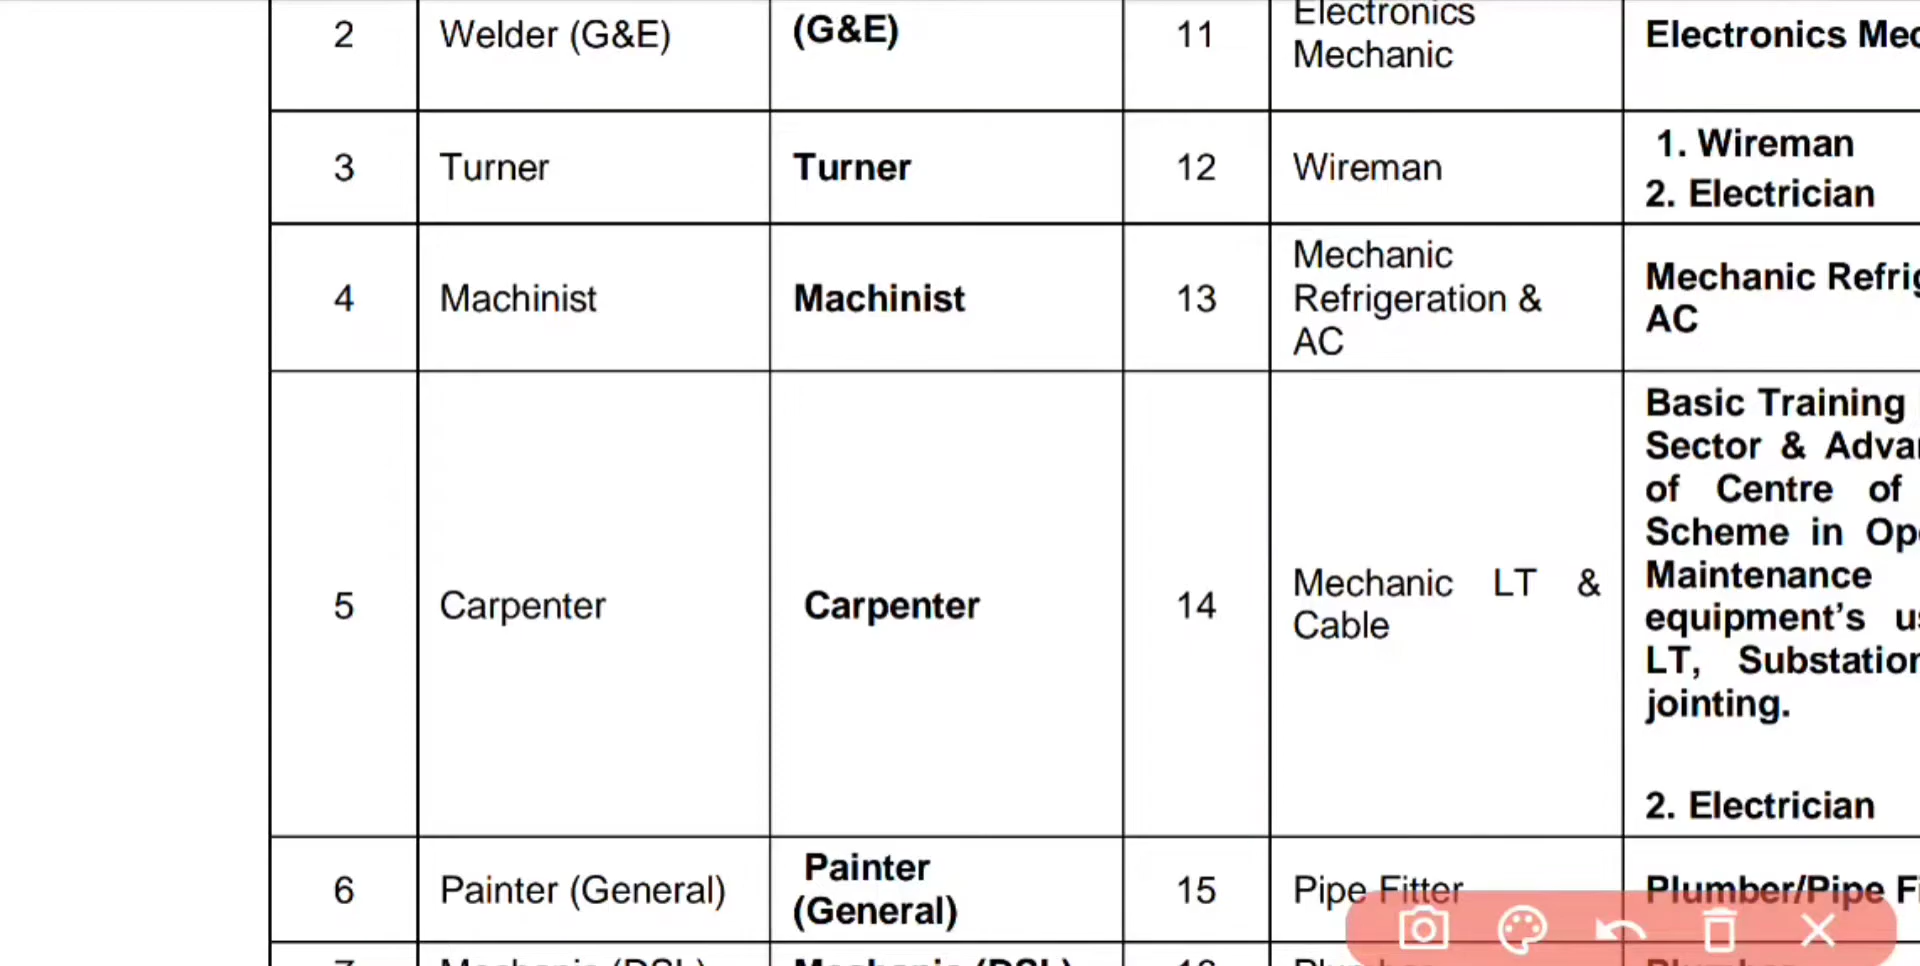 2
Welder (G&E)
(G&E)
11
Electronics
Mechanic
Electronics
3
Turner
Turner
12
Wireman
1. Wireman
2. Electrician
4
Machinist
Machinist
13
Mechanic
Refrigeration &
AC
Mechanic
AC
5
Carpenter
Carpenter
14
Mechanic LT &
Cable
Basic Training
Sector &
of Centre of
Scheme in
Maintenance
equipment's
LT,
jointing.
2. Electrician
6
Painter (General)
Painter
(General)
15
Pipe Fitter
Plumber/Pipe